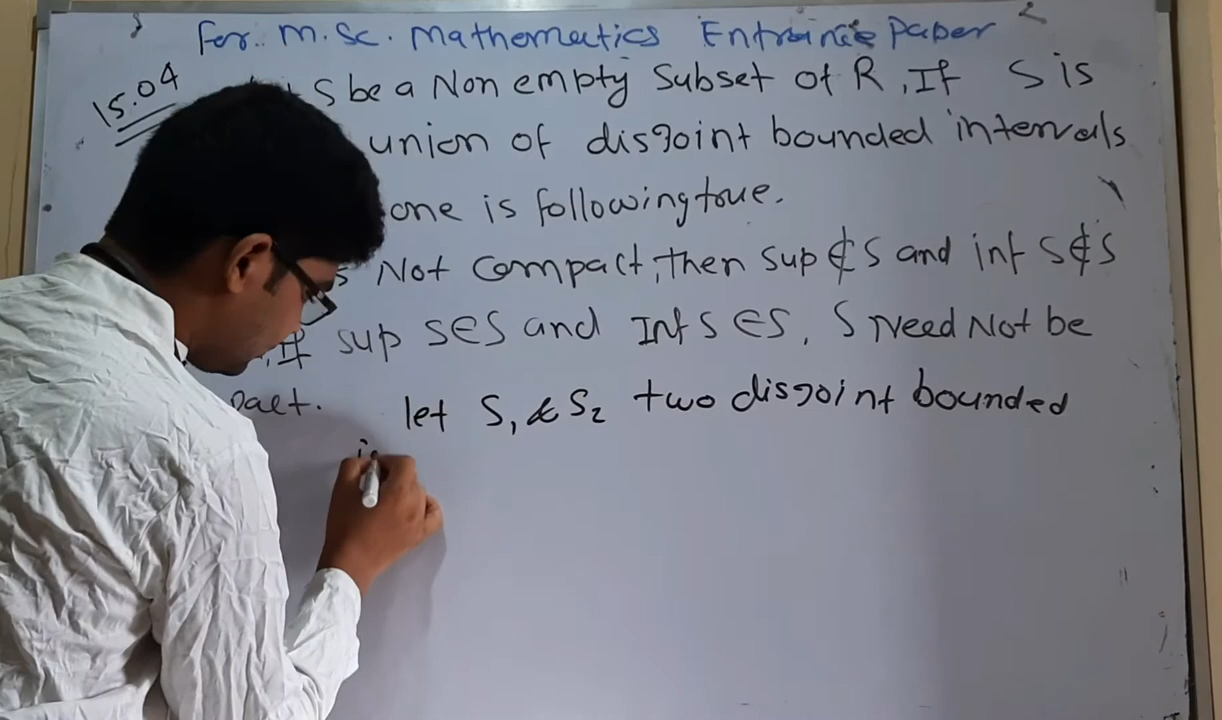 For M.Sc. Mathematics Entrance Paper
15.04
S be a Non empty Subset of R, If S is
union of disjoint bounded intervals
one is following true.
s Not compact, then sup ∉ S and inf S ∉ S
If sup S∈S and Inf S ∈S, S Need Not be
pact. let S₁ & S₂ two disjoint bounded